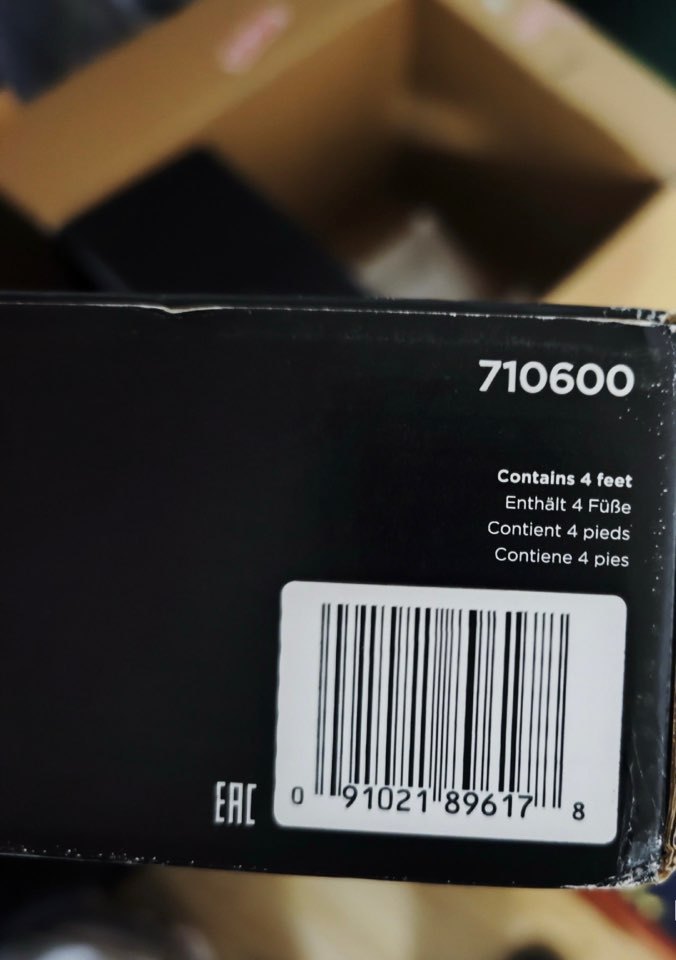 710600
Contains 4 feet
Enthält 4 Füße
Contient 4 pieds
Contiene 4 pies
EAC
0 91021 89617 8